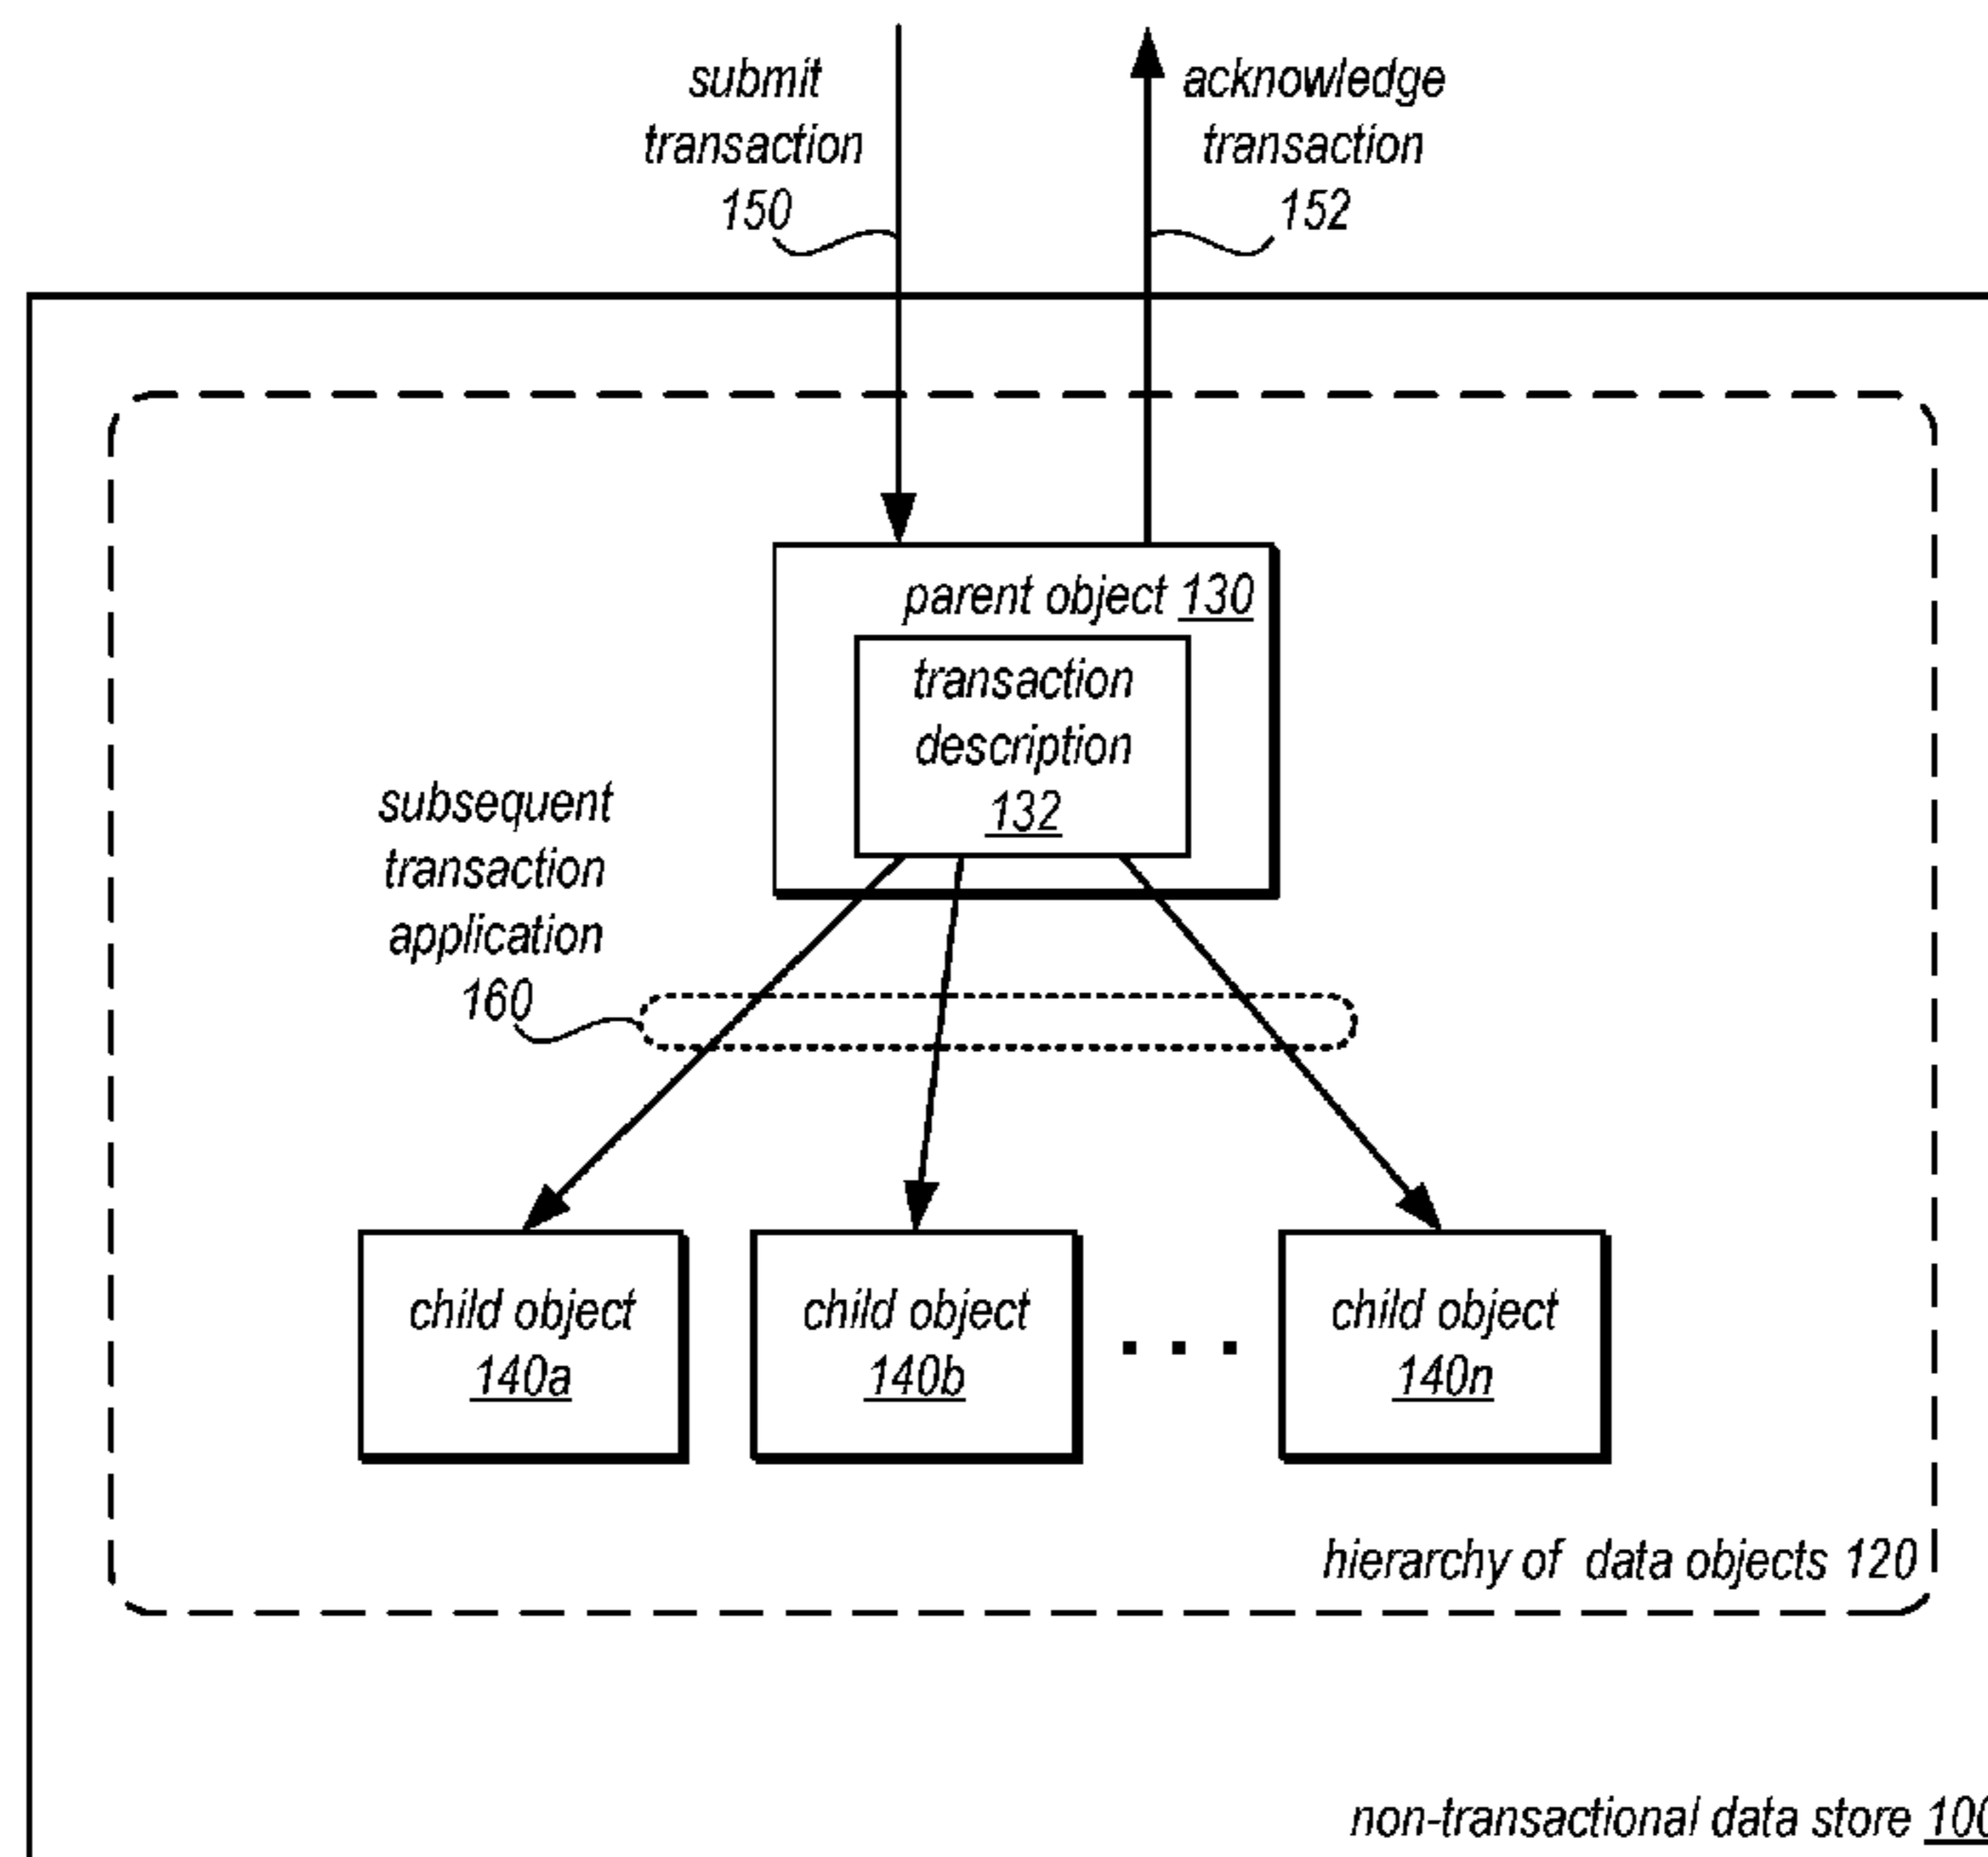 submit
transaction
150
acknowledge
transaction
152
parent object 130
transaction
description
132
subsequent
transaction
application
160
child object
140a
child object
140b
child object
140n
hierarchy of data objects 120
non-transactional data store 100